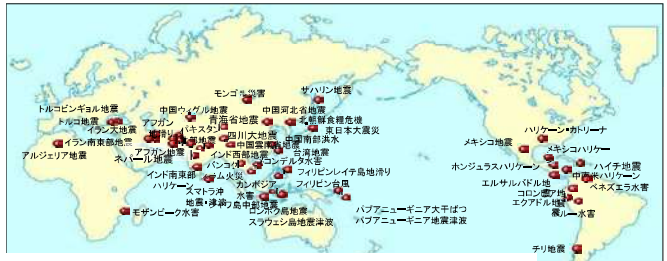 モンゴル雪害
サハリン地震
トルコビンギョル地震
トルコ地震
イラン大地震
イラン南東部地震
アルジェリア地震
中国ウイグル地震
中国河北省地震
青海省地震
北朝鮮食糧危機
東日本大震災
アフガン
地滑り
パキスタン
四川大地震
中国雲南省地震
中国南部洪水
アフガン地震
ネパール地震
インド西部地震
台湾地震
メコンデルタ水害
フィリピンレイテ島地滑り
フィリピン台風
インド南東部
ハリケーン
カンボジア
水害
スマトラ沖
地震・津波
ジャワ島中部地震
ロンボク島地震
スラウェシ島地震津波
パプアニューギニア大干ばつ
パプアニューギニア地震津波
モザンビーク水害
ハリケーン・カトリーナ
メキシコ地震
メキシコハリケー
ホンジュラスハリケーン
ハイチ地震
中南米ハリケーン
エルサルバドル地
ベネズエラ水害
コロンビア地
エクアドル地震
ルー水害
チリ地震